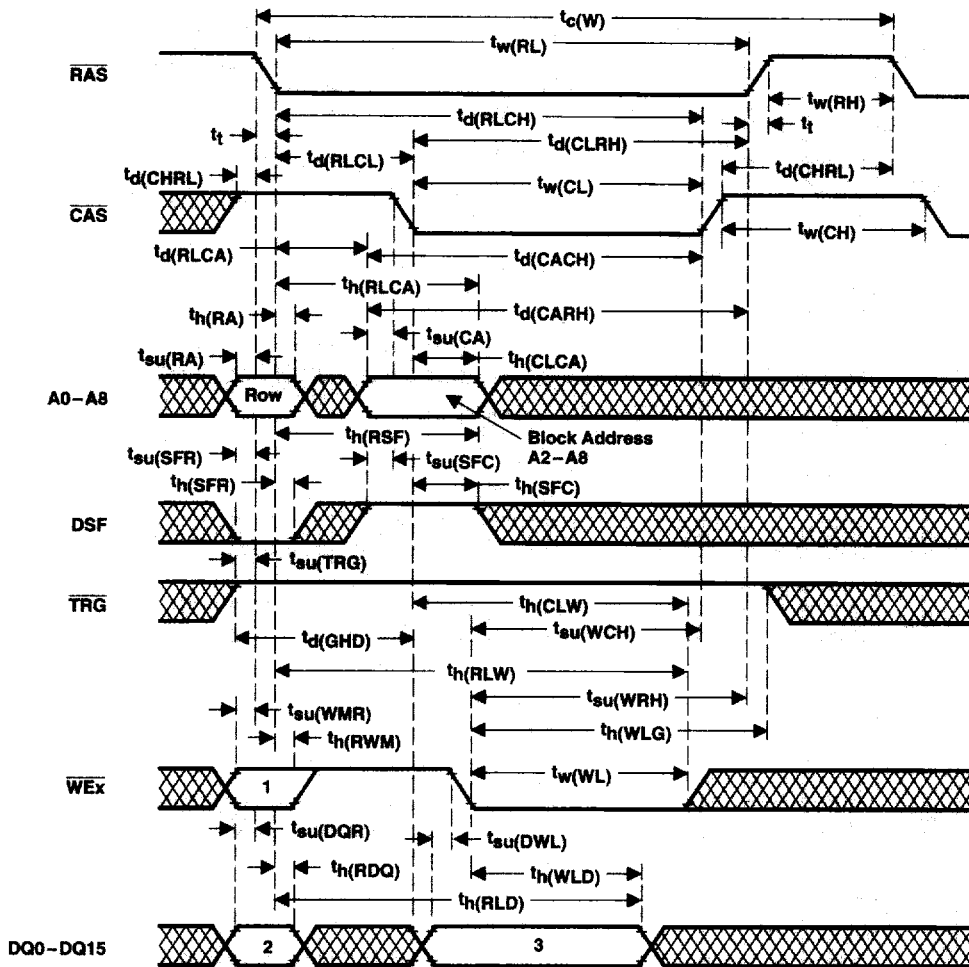 tc(W)
tw(RL)
RAS
tw(RH)
td(RLCH)
tt
td(CLRH)
tt
td(RLCL)
td(CHRL)
td(CHRL)
tw(CL)
CAS
tw(CH)
td(RLCA)
td(CACH)
th(RLCA)
th(RA)
td(CARH)
tsu(CA)
tsu(RA)
th(CLCA)
A0–A8
Row
th(RSF)
Block Address
A2–A8
tsu(SFR)
tsu(SFC)
th(SFR)
th(SFC)
DSF
tsu(TRG)
TRG
th(CLW)
td(GHD)
tsu(WCH)
th(RLW)
tsu(WRH)
tsu(WMR)
th(WLG)
th(RWM)
WEx
1
tw(WL)
tsu(DQR)
tsu(DWL)
th(RDQ)
th(WLD)
th(RLD)
DQ0–DQ15
2
3